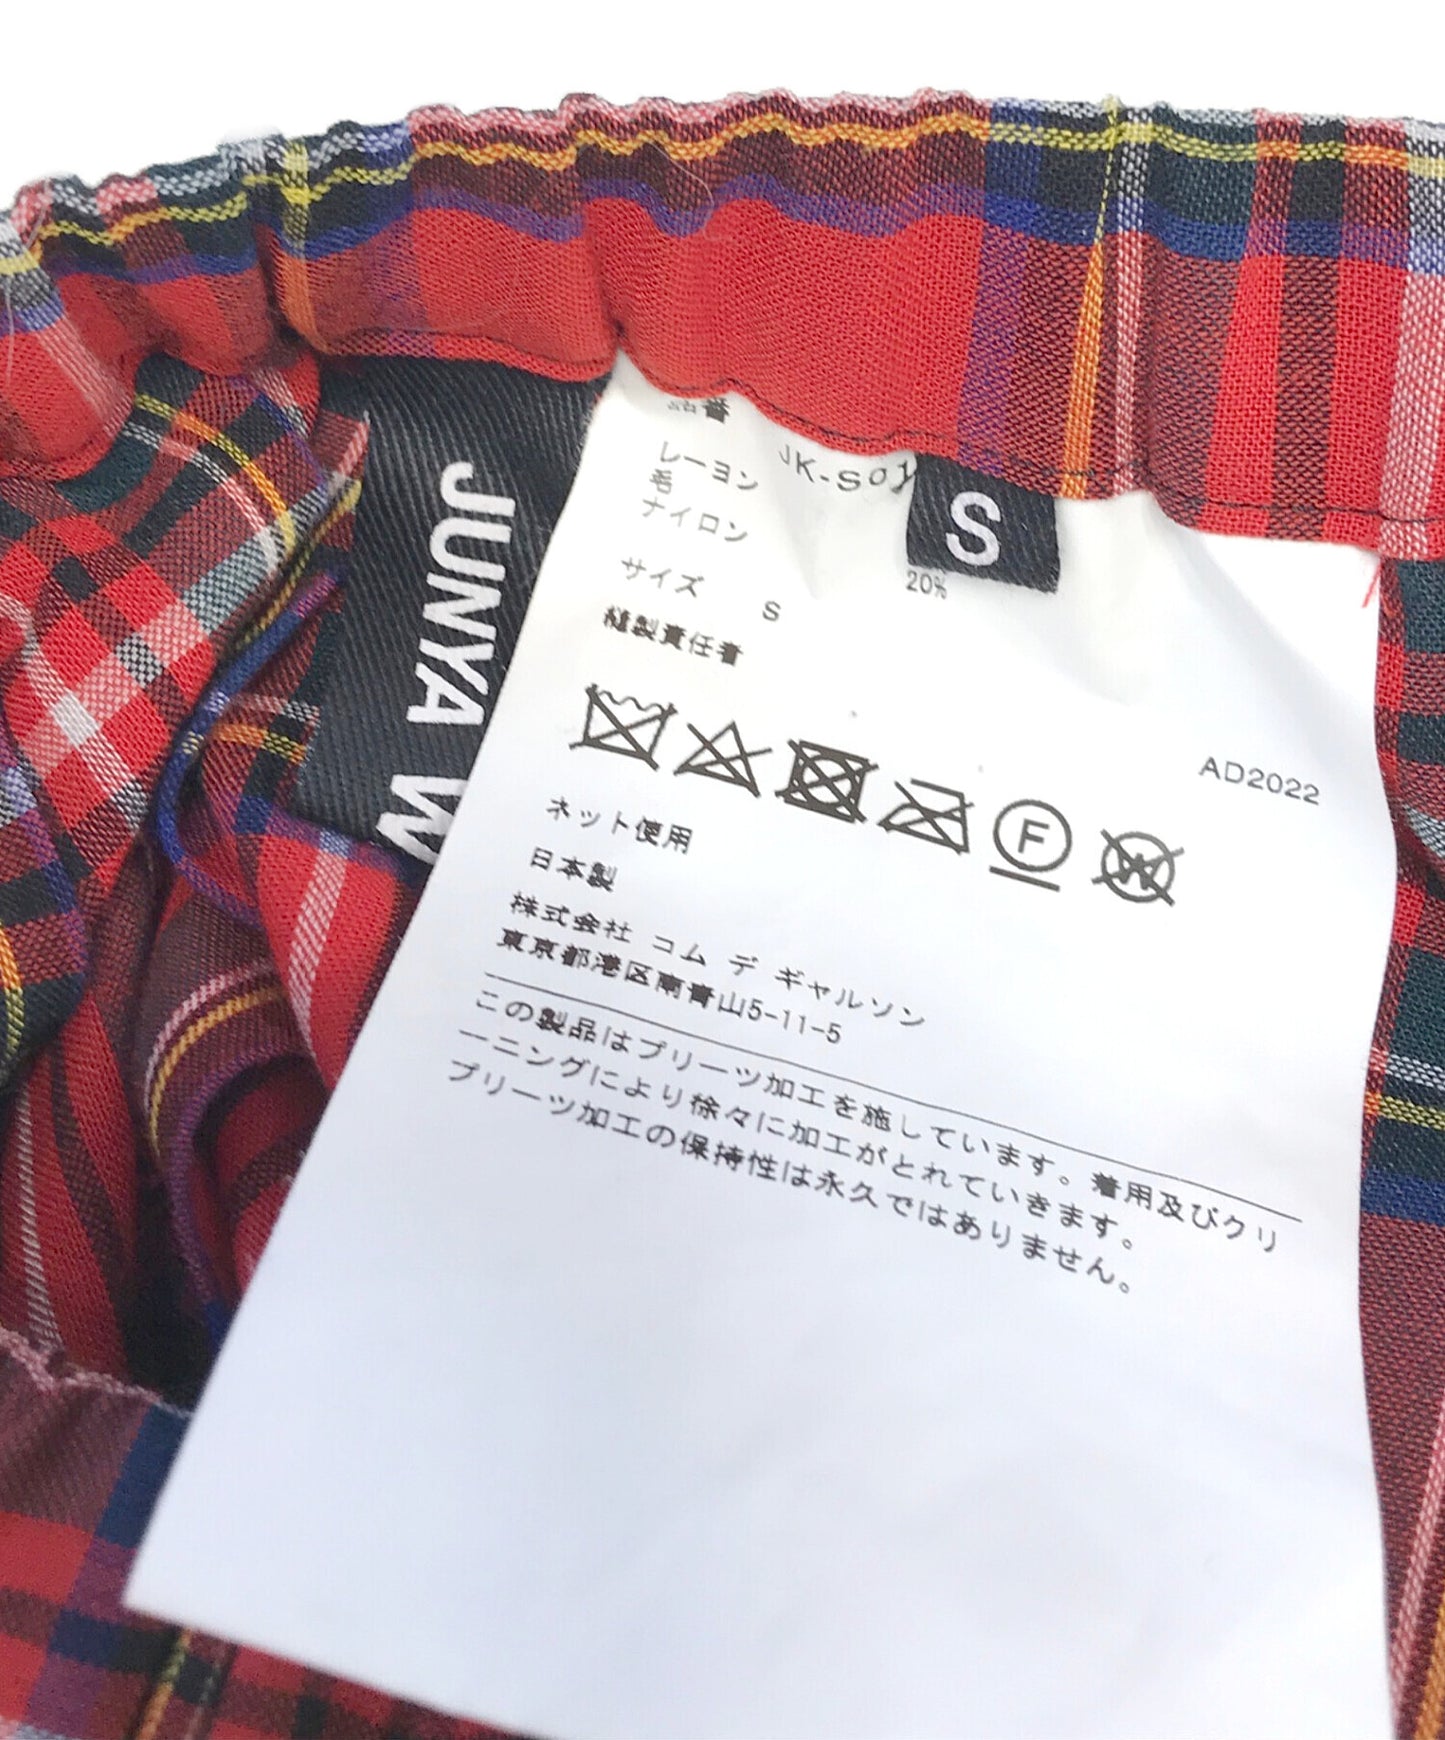 JUNYA W
S
品番 JK-S01
レーヨン
毛
ナイロン 20%
サイズ S
縫製責任者
AD2022
F
W
ネット使用
日本製
株式会社 コム デ ギャルソン
東京都港区南青山5-11-5
この製品はプリーツ加工を施しています。着用及びクリ
ーニングにより徐々に加工がとれていきます。
プリーツ加工の保持性は永久ではありません。